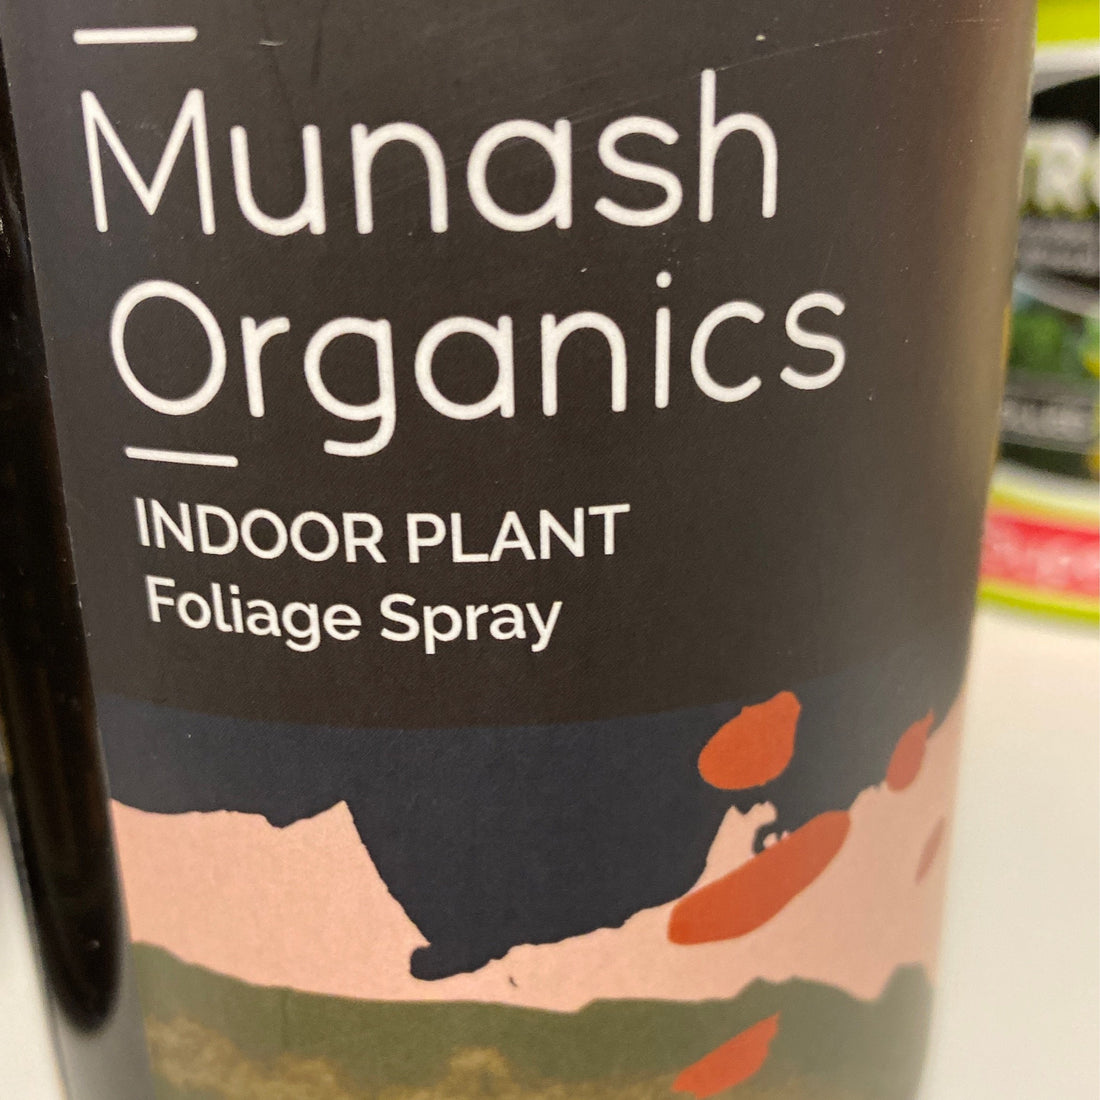 Munash
Organics
INDOOR PLANT
Foliage Spray